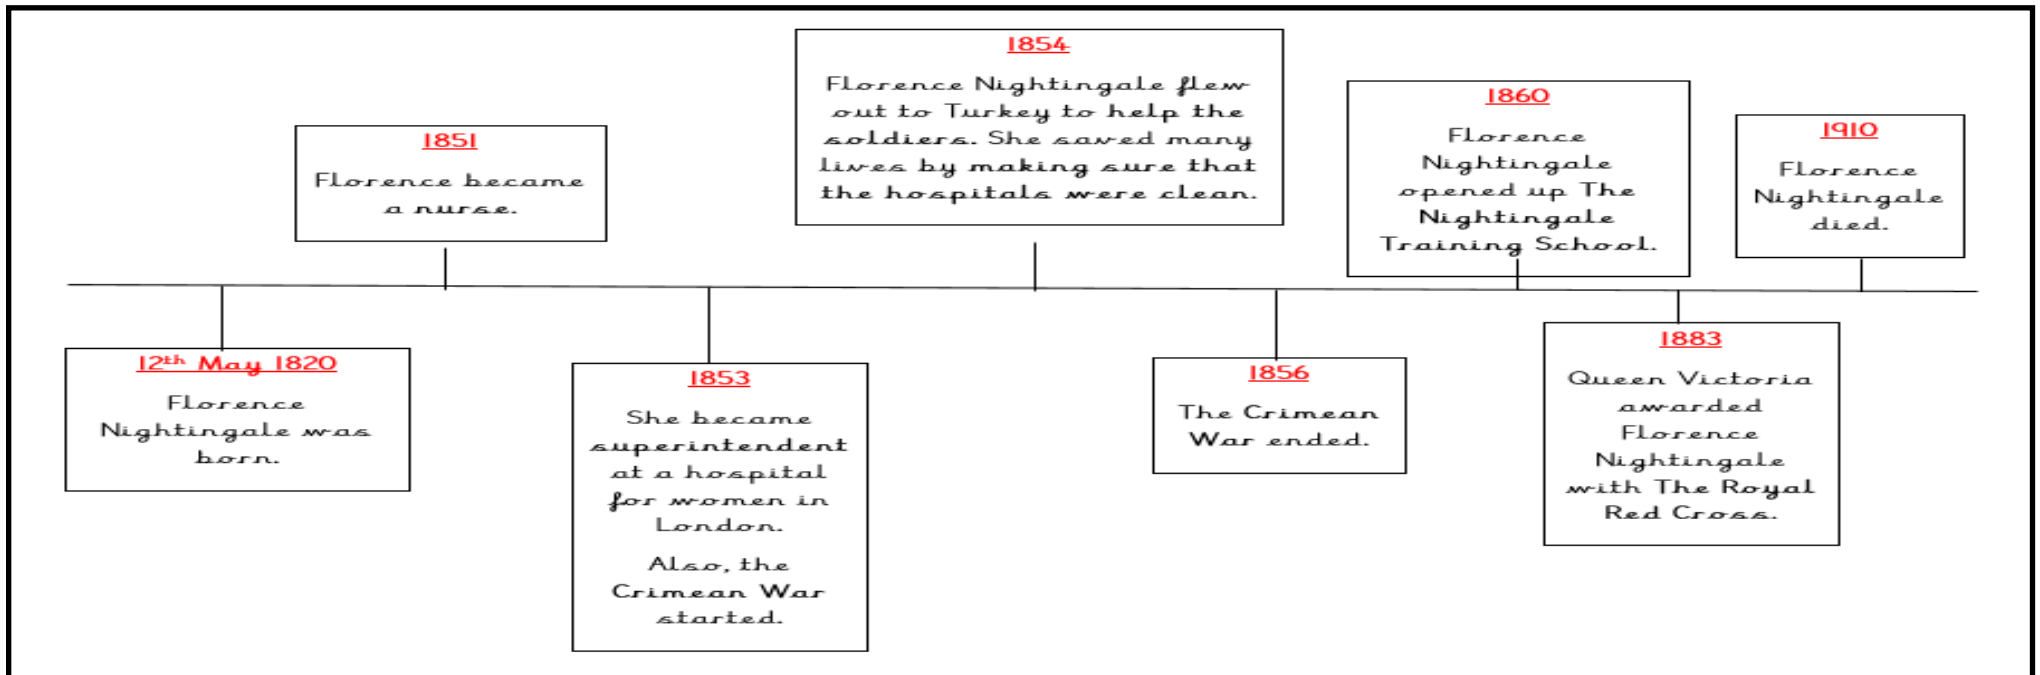 12th May 1820
Florence
Nightingale was
born.
1851
Florence became
a nurse.
1853
She became
superintendent
at a hospital
for women in
London.
Also, the
Crimean War
started.
1854
Florence Nightingale flew
out to Turkey to help the
soldiers. She saved many
lives by making sure that
the hospitals were clean.
1856
The Crimean
War ended.
1860
Florence
Nightingale
opened up The
Nightingale
Training School.
1883
Queen Victoria
awarded
Florence
Nightingale
with The Royal
Red Cross.
1910
Florence
Nightingale
died.